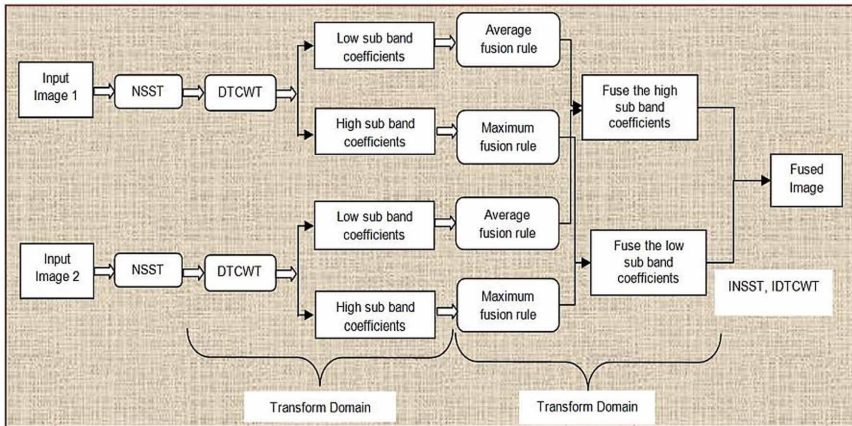 Input
Image 1
NSST
DTCWT
Low sub band
coefficients
Average
fusion rule
High sub band
coefficients
Maximum
fusion rule
Fuse the high
sub band
coefficients
Fused
Image
Input
Image 2
NSST
DTCWT
Low sub band
coefficients
Average
fusion rule
High sub band
coefficients
Maximum
fusion rule
Fuse the low
sub band
coefficients
INSST, IDTCWT
Transform Domain
Transform Domain